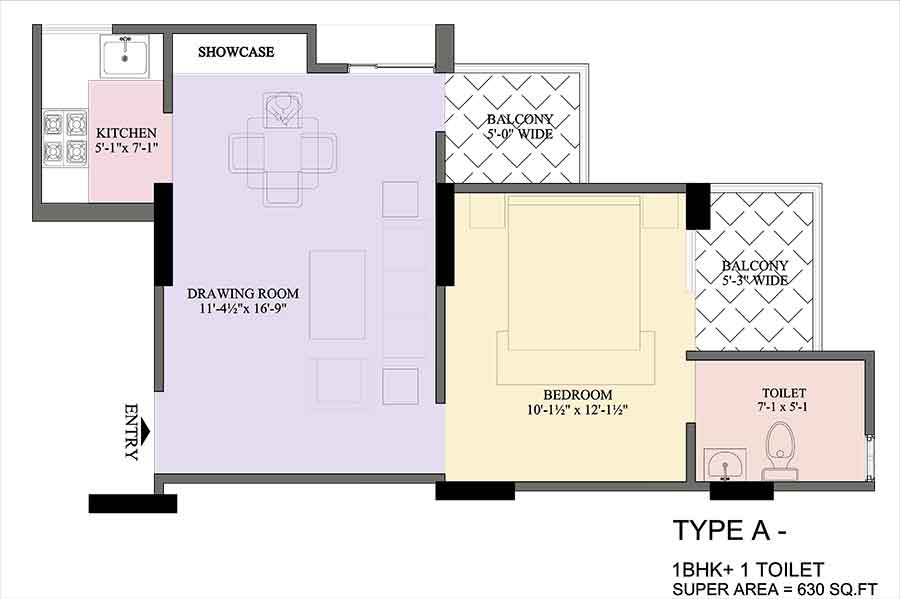 SHOWCASE
KITCHEN
5'-1"x 7'-1"
BALCONY
5'-0" WIDE
BALCONY
5'-3" WIDE
DRAWING ROOM
11'-4½"x 16'-9"
BEDROOM
10'-1½" x 12'-1½"
TOILET
7'-1 x 5'-1
ENTRY
TYPE A -
1BHK+ 1 TOILET
SUPER AREA = 630 SQ.FT